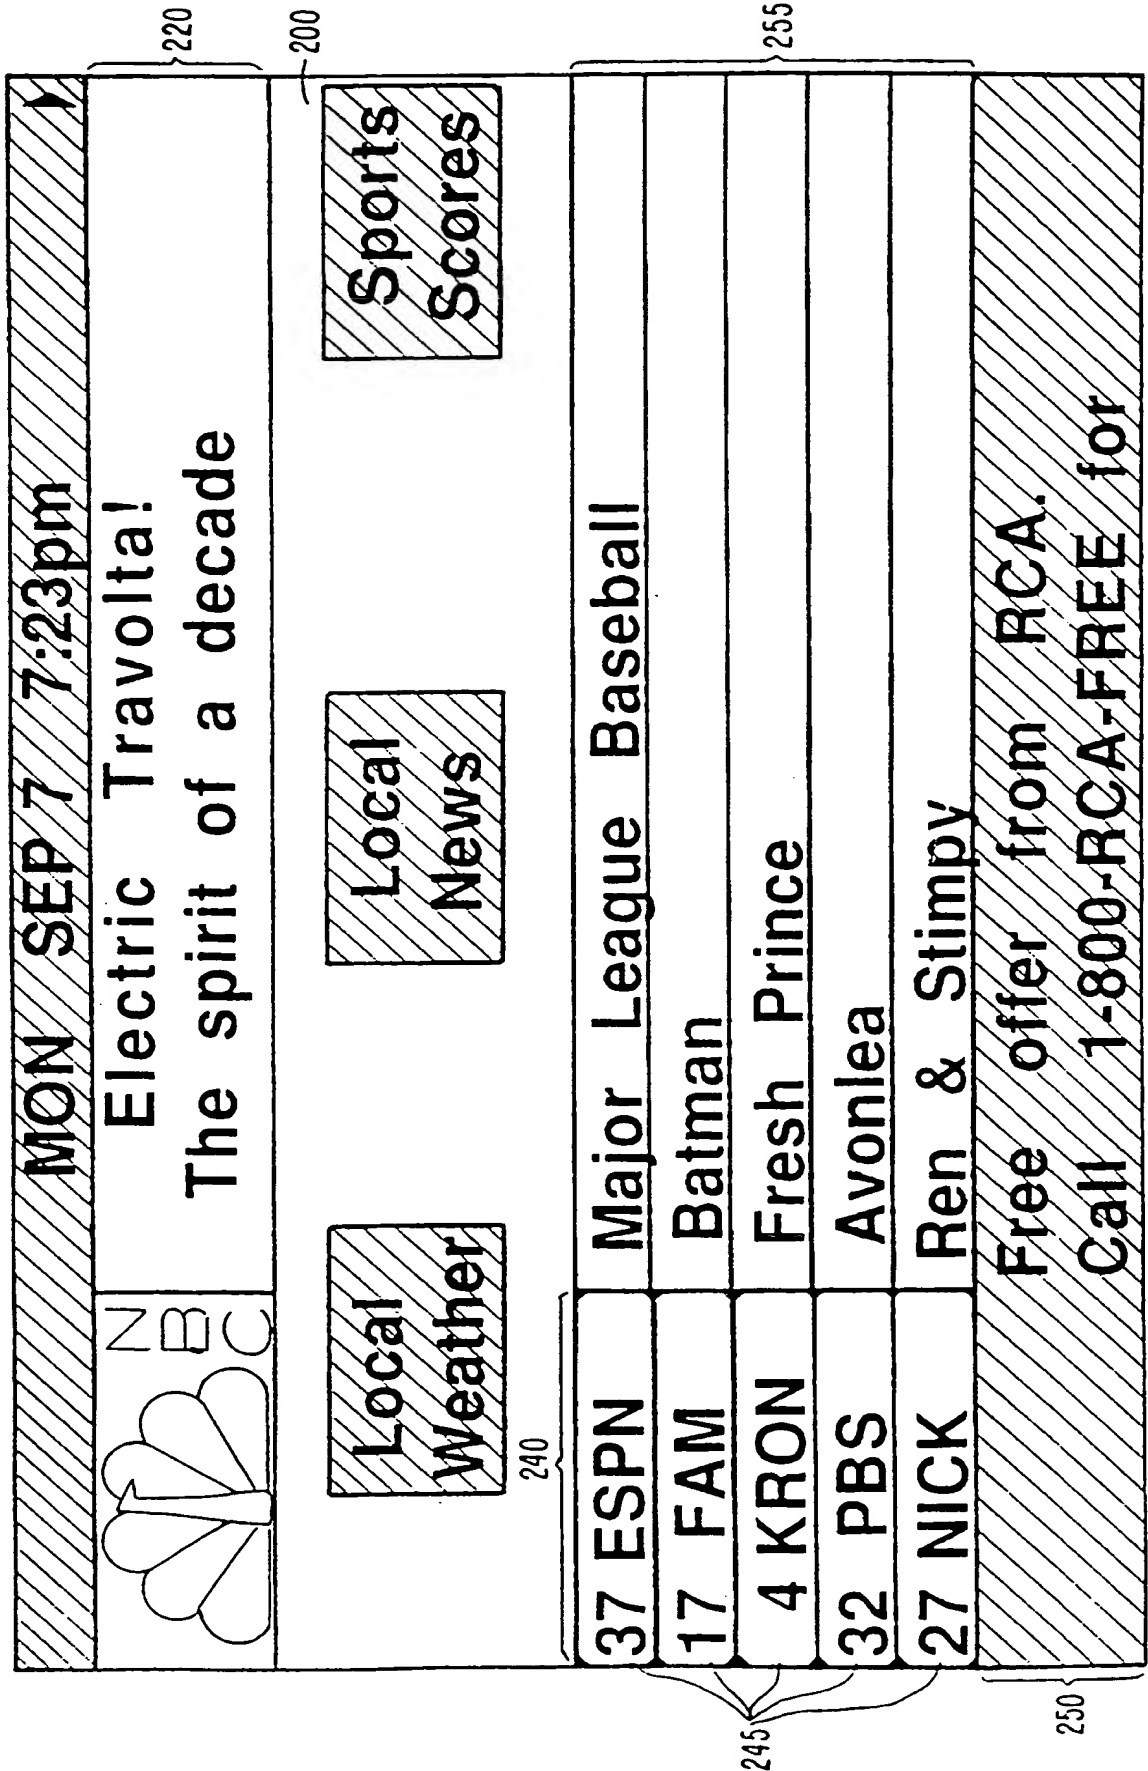 MON SEP 7 7:23pm
NBC
Electric Travolta!
The spirit of a decade
220
200
Local
Weather
Local
News
Sports
Scores
240
37 ESPN Major League Baseball
17 FAM Batman
4 KRON Fresh Prince
32 PBS Avonlea
27 NICK Ren & Stimpy
245
255
Free offer from RCA.
Call 1-800-RCA-FREE for
250